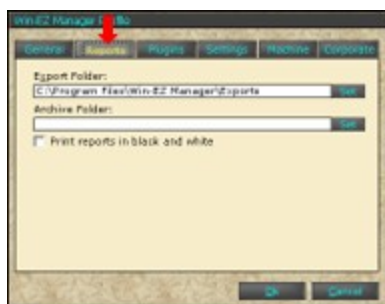 Win-EZ Manager Profile
General Reports Plugins Settings Machine Corporate
Export Folder:
C:\Program Files\Win-EZ Manager\Exports Set
Archive Folder:
Set
Print reports in black and white
Ok Cancel